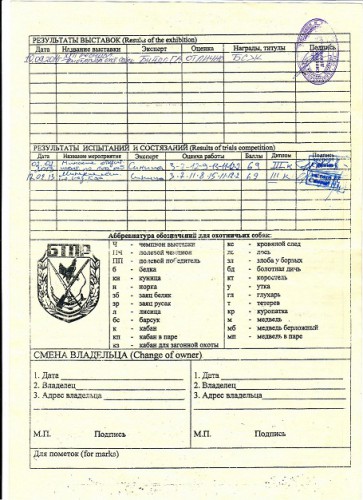 РЕЗУЛЬТАТЫ ВЫСТАВОК (Results of the exhibition)
Дата Название выставки Эксперт Оценка Награды, титулы Подпись
РЕЗУЛЬТАТЫ ИСПЫТАНИЙ И СОСТЯЗАНИЙ (Results of trials competition)
Дата Название мероприятие Эксперт Оценка работы Баллы Диплом Подпись
69 III
69 III
Аббревиатура обозначений для охотничьих собак:
Ч - чемпион выставки
ПЧ - полевой чемпион
ПП - полевой победитель
б - белка
кн - куница
н - норка
зб - заяц беляк
зр - заяц русак
л - лисица
бс - барсук
к - кабан
кп - кабан в паре
кз - кабан для загонной охоты
кс - кровяной след
лс - лось
зл - злоба у борзых
бд - болотная дичь
кт - коростель
у - утка
гл - глухарь
т - тетерев
кр - куропатка
м - медведь
мб - медведь берложный
мп - медведь в паре
СМЕНА ВЛАДЕЛЬЦА (Change of owner)
1. Дата
2. Владелец
3. Адрес владельца
М.П. Подпись
1. Дата
2. Владелец
3. Адрес владельца
М.П. Подпись
Для пометок (for marks)